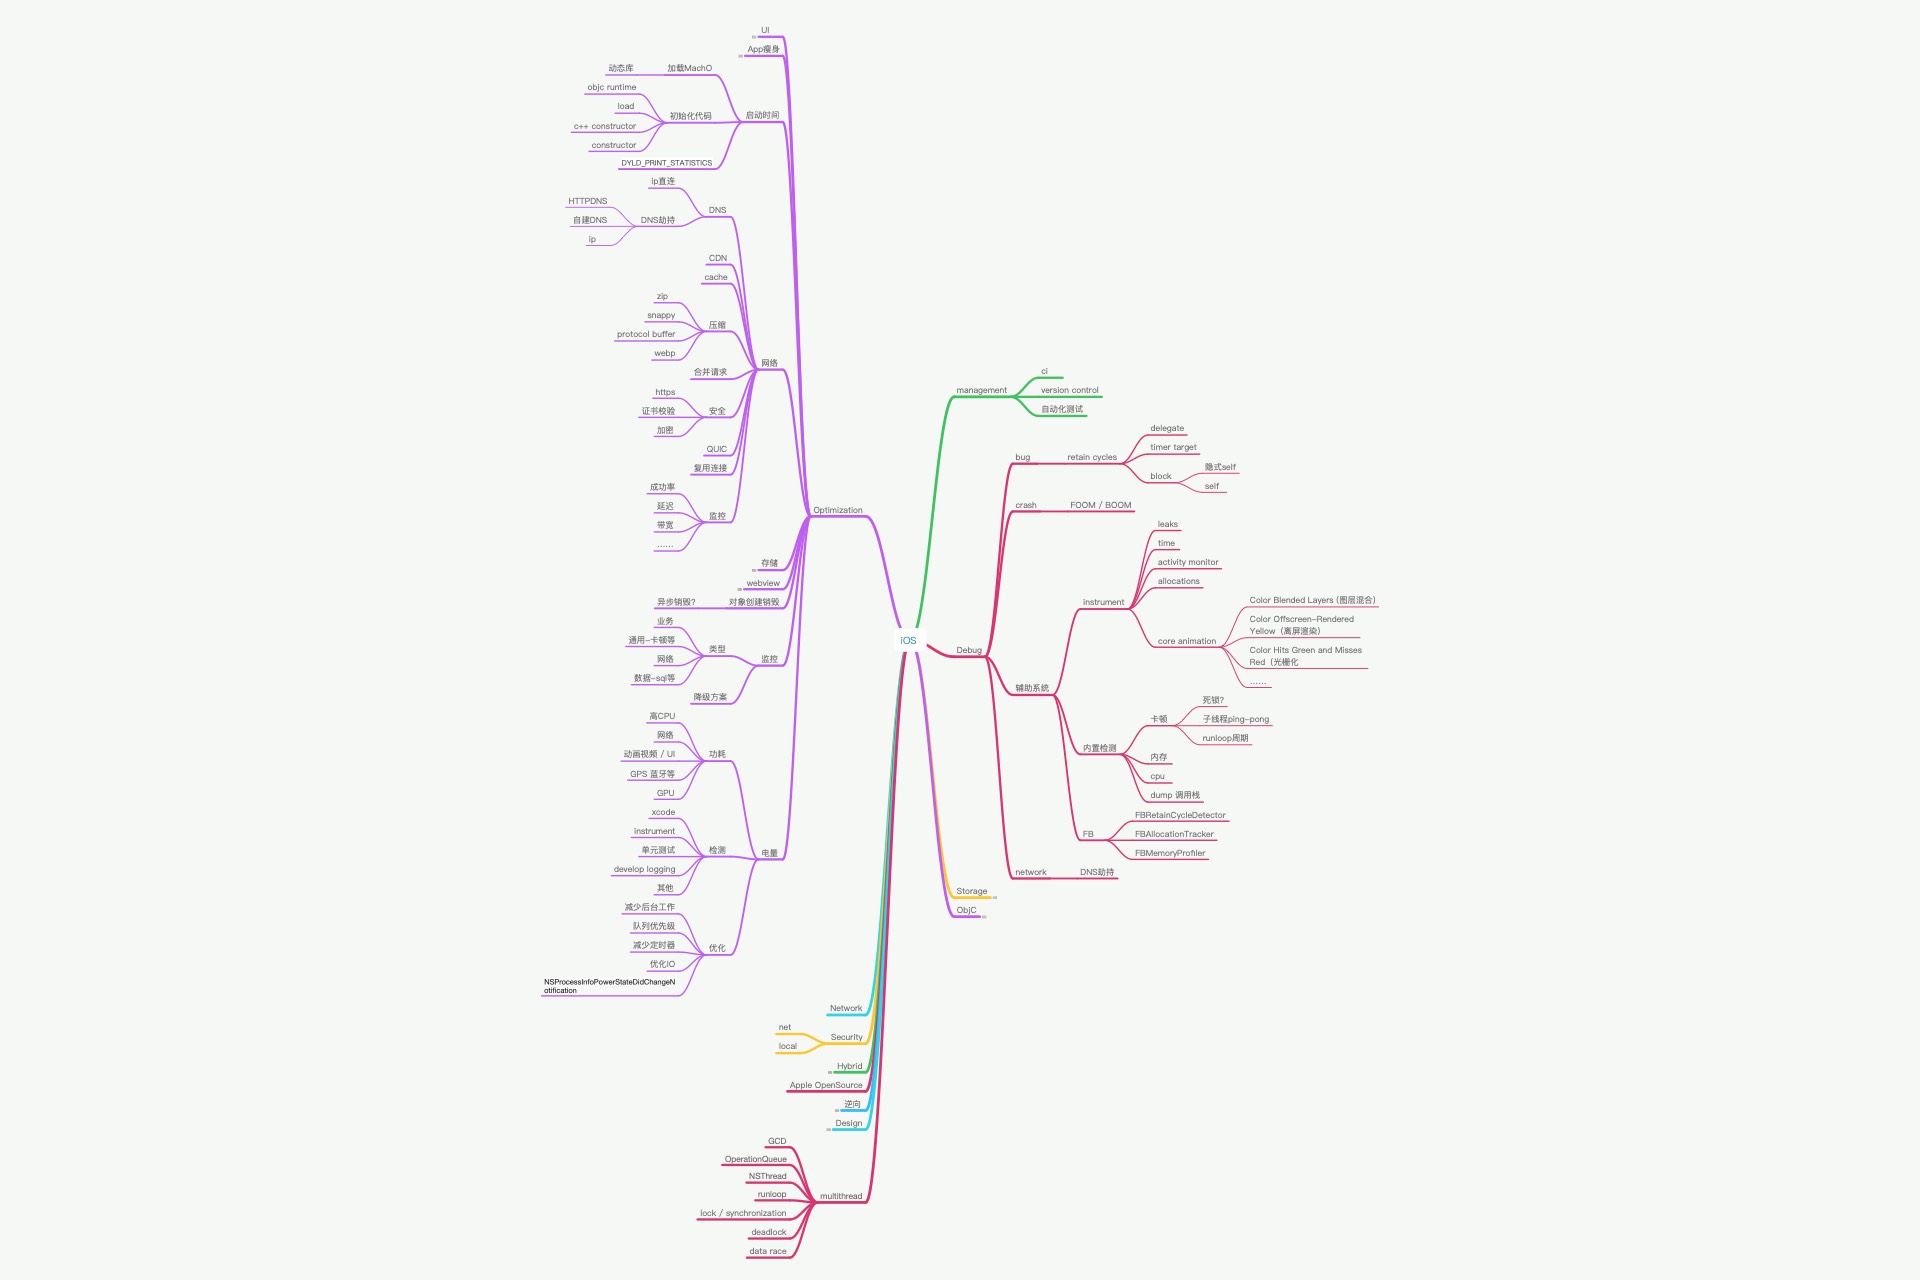 iOS
Optimization
UI
App瘦身
启动时间
加载MachO
动态库
初始化代码
objc runtime
load
c++ constructor
constructor
DYLD_PRINT_STATISTICS
网络
DNS
ip直连
DNS劫持
HTTPDNS
自建DNS
ip
CDN
cache
压缩
zip
snappy
protocol buffer
webp
合并请求
安全
https
证书校验
加密
QUIC
复用连接
监控
成功率
延迟
带宽
……
存储
webview
对象创建销毁
异步销毁?
监控
类型
业务
通用-卡顿等
网络
数据-sql等
降级方案
电量
功耗
高CPU
网络
动画视频 / UI
GPS 蓝牙等
GPU
检测
xcode
instrument
单元测试
develop logging
其他
优化
减少后台工作
队列优先级
减少定时器
优化IO
NSProcessInfoPowerStateDidChangeN
otification
Network
Security
net
local
Hybrid
Apple OpenSource
逆向
Design
multithread
GCD
OperationQueue
NSThread
runloop
lock / synchronization
deadlock
data race
management
ci
version control
自动化测试
Debug
bug
retain cycles
delegate
timer target
block
隐式self
self
crash
FOOM / BOOM
辅助系统
instrument
leaks
time
activity monitor
allocations
core animation
Color Blended Layers (图层混合)
Color Offscreen-Rendered
Yellow（离屏渲染）
Color Hits Green and Misses
Red（光栅化
……
内置检测
卡顿
死锁?
子线程ping-pong
runloop周期
内存
cpu
dump 调用栈
FB
FBRetainCycleDetector
FBAllocationTracker
FBMemoryProfiler
network
DNS劫持
Storage
ObjC